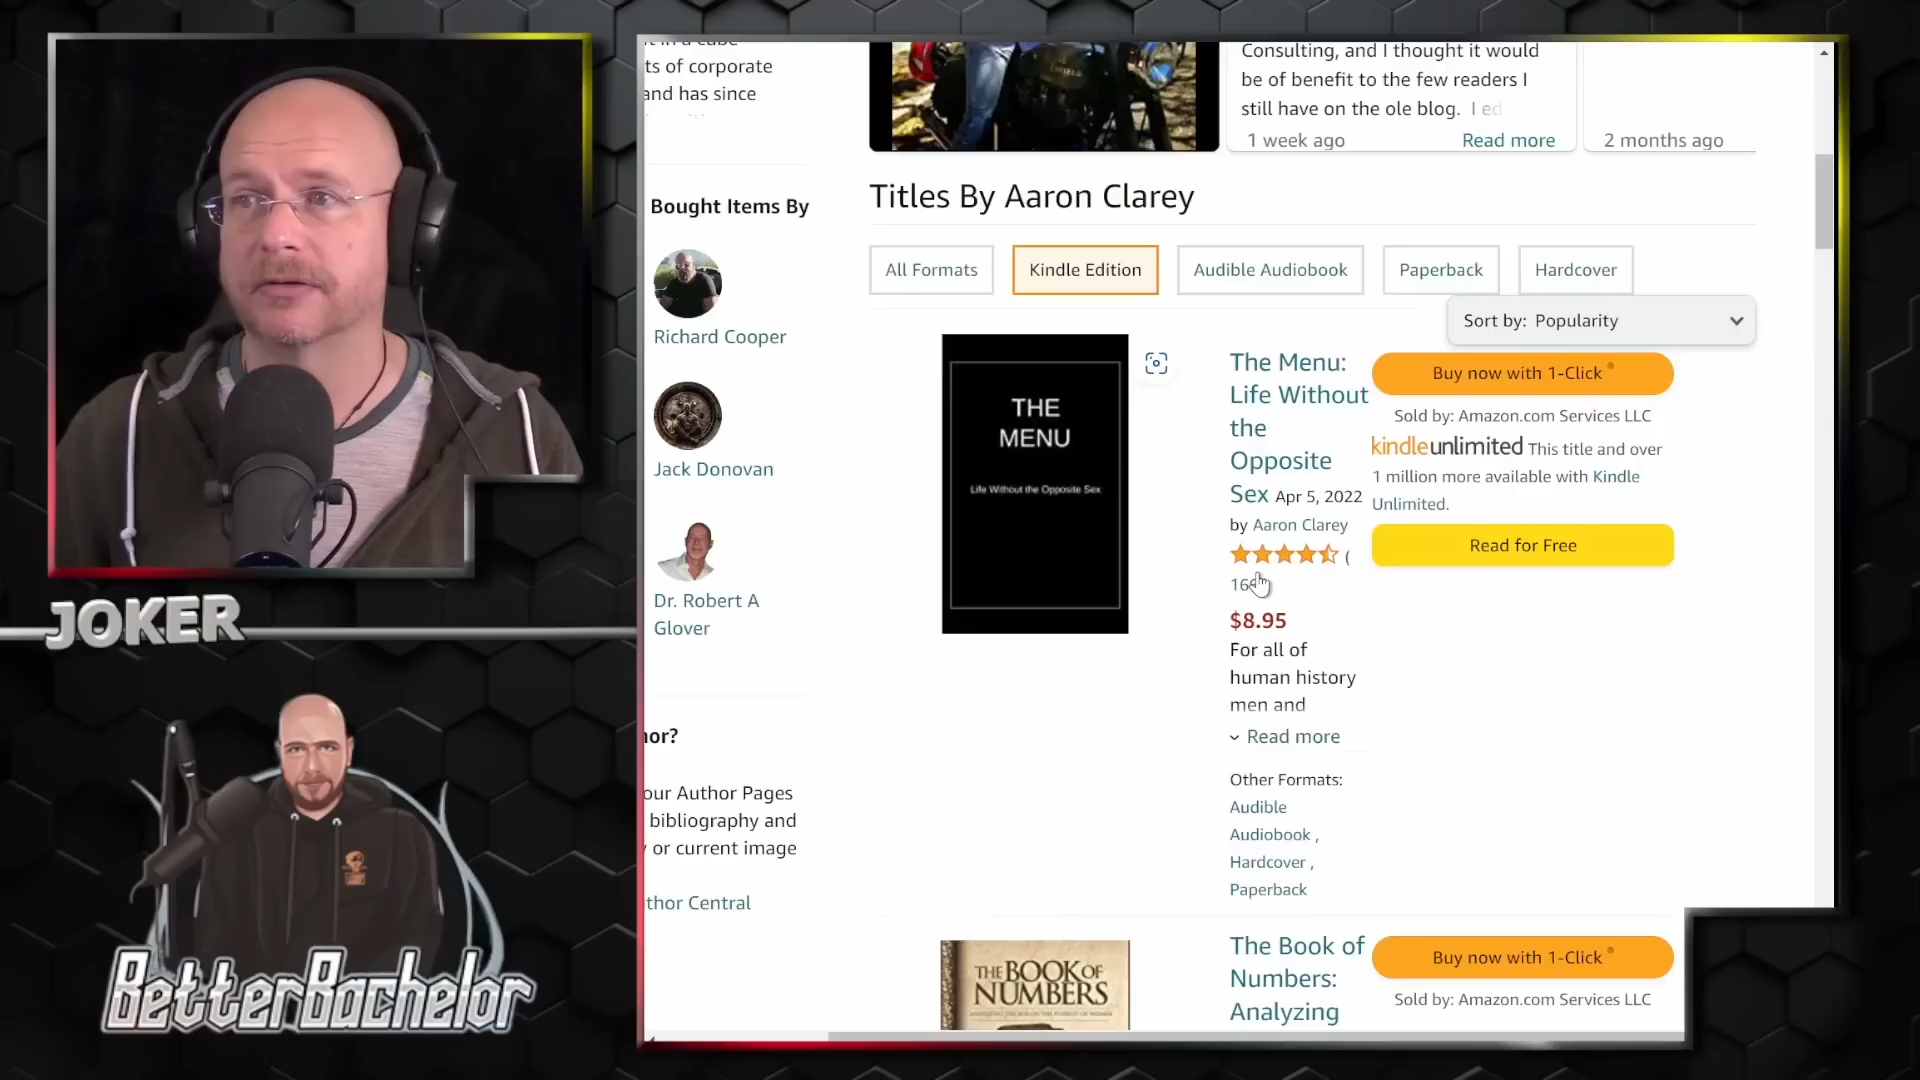 ts of corporate
and has since
Bought Items By
Richard Cooper
Jack Donovan
Dr. Robert A
Glover
our Author Pages
bibliography and
or current image
thor Central
ENFIELD
Consulting, and I thought it would
be of benefit to the few readers I
still have on the ole blog. I ed
1 week ago
Read more
2 months ago
Titles By Aaron Clarey
All Formats
Kindle Edition
Audible Audiobook
Paperback
Hardcover
Sort by: Popularity
THE
MENU
Life Without the Opposite Sex
The Menu:
Life Without
the
Opposite
Sex Apr 5, 2022
by Aaron Clarey
(
$8.95
For all of
human history
men and
Read more
Other Formats:
Audible
Audiobook ,
Hardcover ,
Paperback
Buy now with 1-Click ®
Sold by: Amazon.com Services LLC
kindleunlimited This title and over
1 million more available with Kindle
Unlimited.
Read for Free
THE BOOK OF
NUMBERS
The Book of
Numbers:
Analyzing
Buy now with 1-Click ®
Sold by: Amazon.com Services LLC
JOKER
BetterBachelor